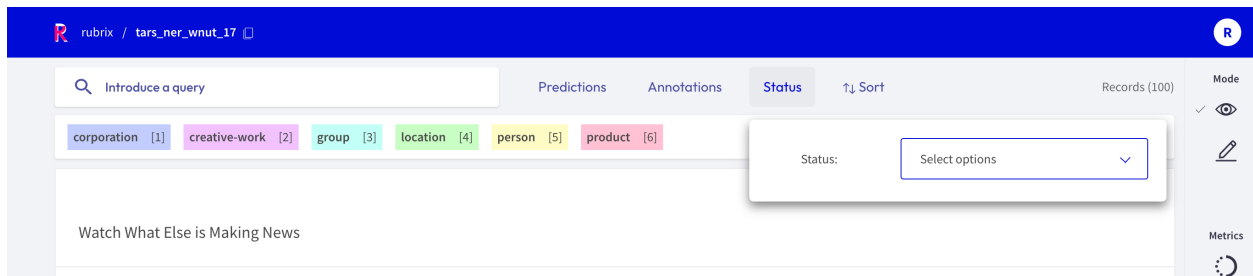 R rubrix / tars_ner_wnut_17 R
Introduce a query Predictions Annotations Status ↑↓ Sort Records (100) Mode
corporation [1] creative-work [2] group [3] location [4] person [5] product [6]
Status: Select options
Watch What Else is Making News
Metrics